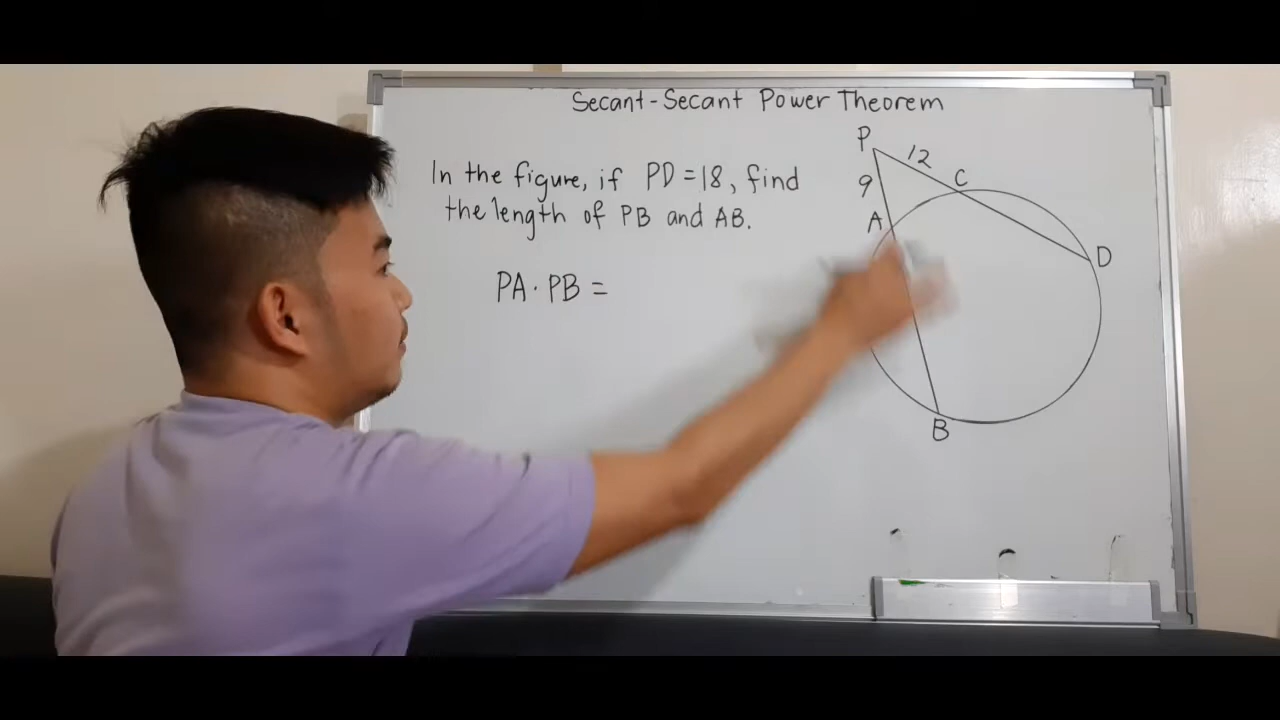 Secant-Secant Power Theorem
In the figure, if PD = 18, find
the length of PB and AB.
PA · PB =
P
12
C
9
A
D
B